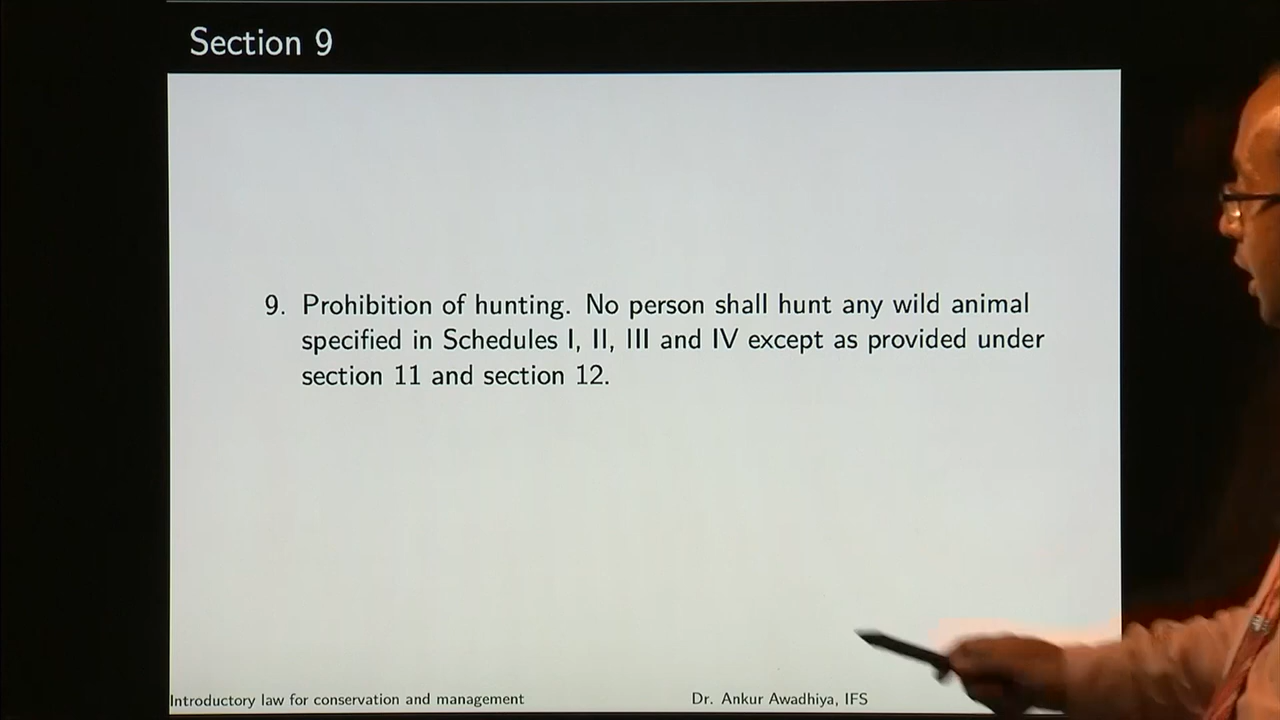 Section 9
9. Prohibition of hunting. No person shall hunt any wild animal
specified in Schedules I, II, III and IV except as provided under
section 11 and section 12.
Introductory law for conservation and management Dr. Ankur Awadhiya, IFS